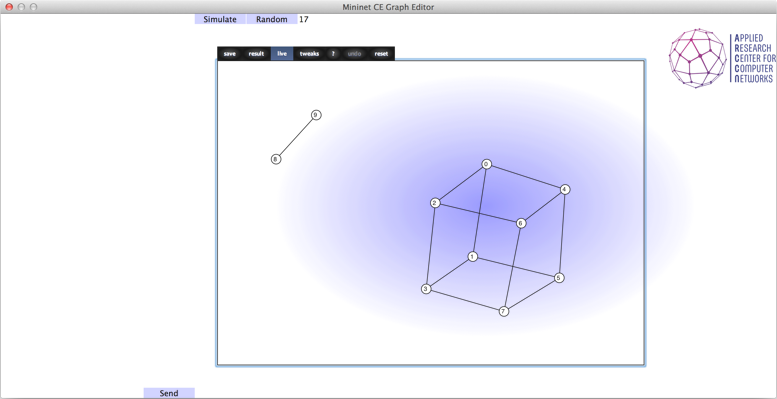 Mininet CE Graph Editor
Simulate Random 17
APPLIED
RESEARCH
CENTER FOR
COMPUTER
NETWORKS
save result live tweaks ? undo reset
9
8
0
4
2
6
1
5
3
7
Send